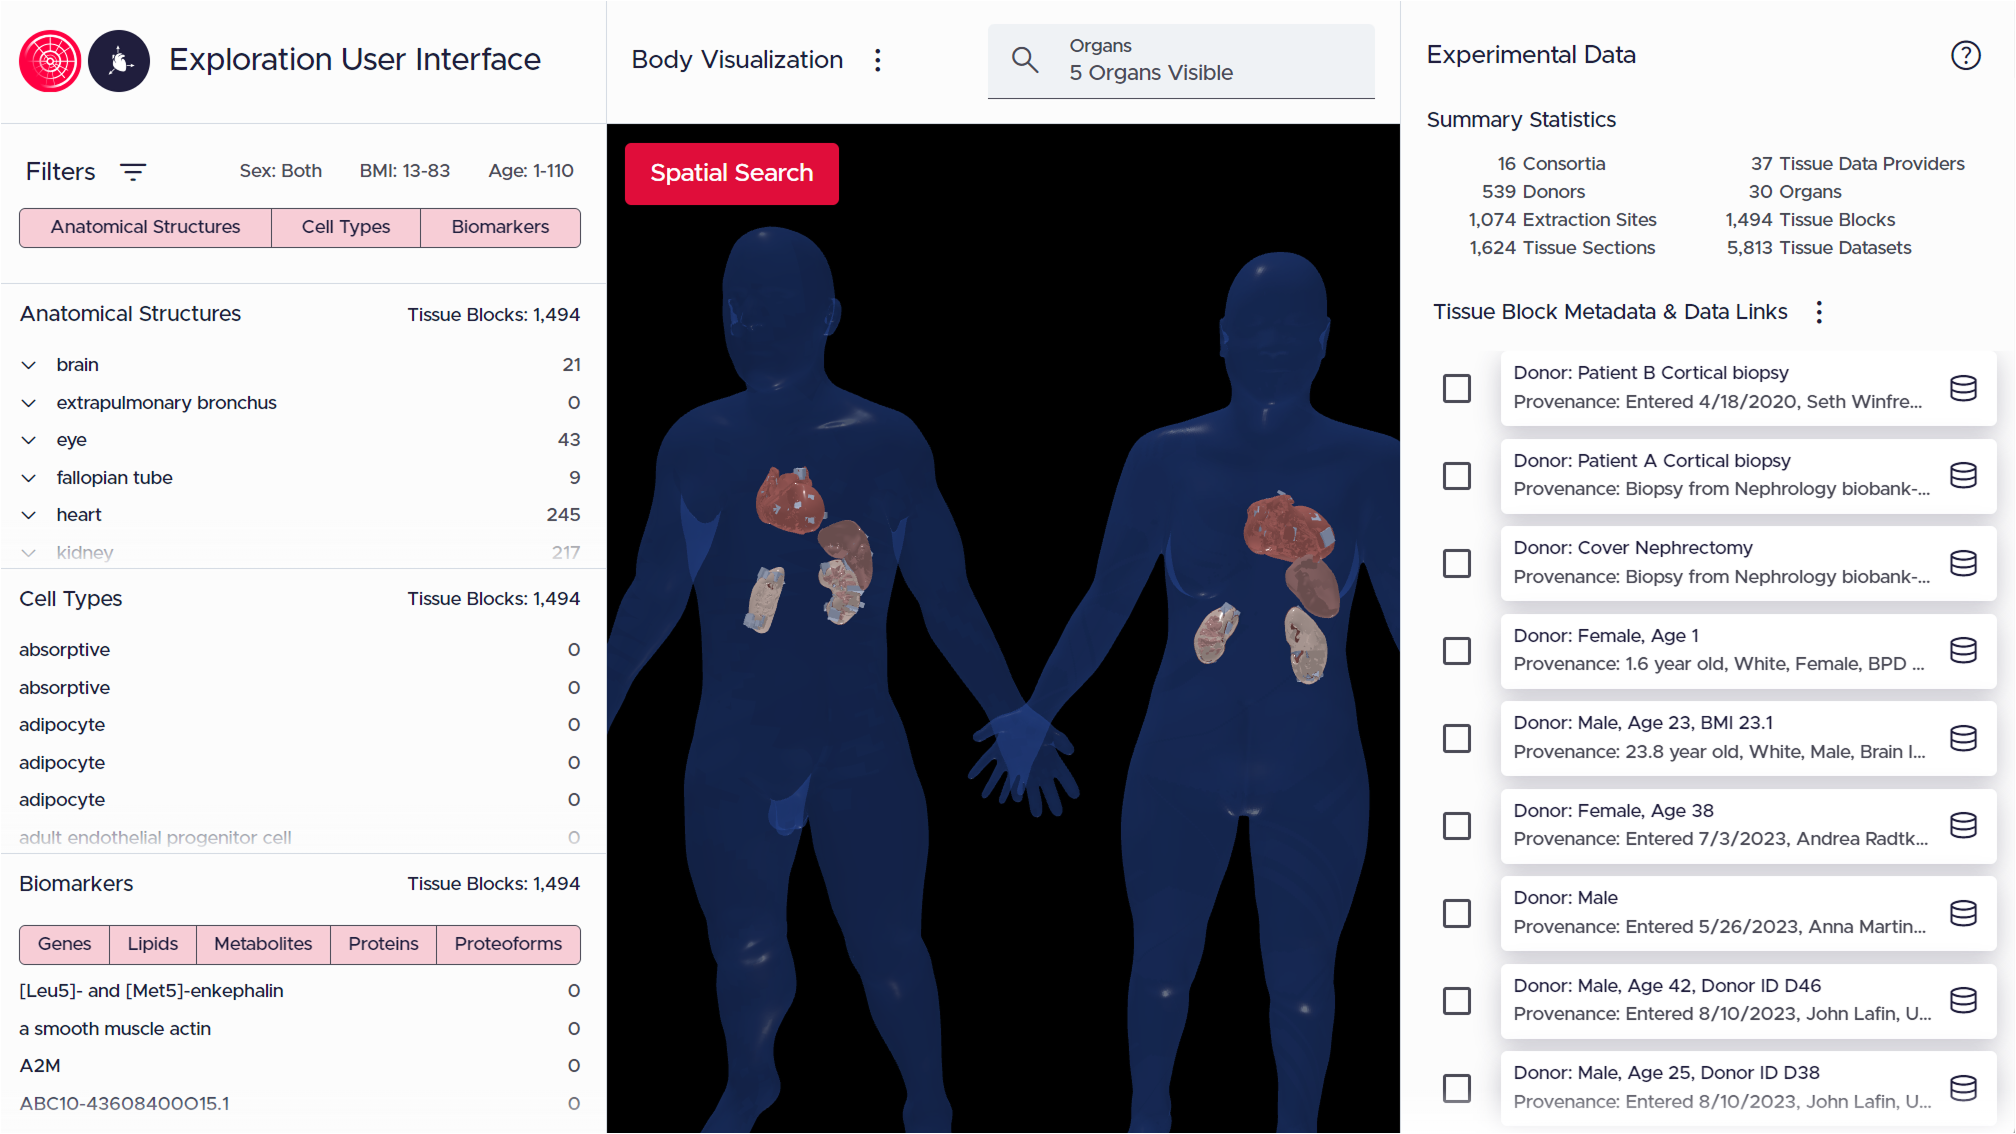 Exploration User Interface
Filters
Sex: Both
BMI: 13-83
Age: 1-110
Anatomical Structures
Cell Types
Biomarkers
Anatomical Structures
Tissue Blocks: 1,494
brain 21
extrapulmonary bronchus 0
eye 43
fallopian tube 9
heart 245
kidney 217
Cell Types
Tissue Blocks: 1,494
absorptive 0
absorptive 0
adipocyte 0
adipocyte 0
adipocyte 0
adult endothelial progenitor cell 0
Biomarkers
Tissue Blocks: 1,494
Genes
Lipids
Metabolites
Proteins
Proteoforms
[Leu5]- and [Met5]-enkephalin 0
a smooth muscle actin 0
A2M 0
ABC10-43608400O15.1 0
Body Visualization
Organs
5 Organs Visible
Spatial Search
Experimental Data
?
Summary Statistics
16 Consortia
37 Tissue Data Providers
539 Donors
30 Organs
1,074 Extraction Sites
1,494 Tissue Blocks
1,624 Tissue Sections
5,813 Tissue Datasets
Tissue Block Metadata & Data Links
Donor: Patient B Cortical biopsy
Provenance: Entered 4/18/2020, Seth Winfre...
Donor: Patient A Cortical biopsy
Provenance: Biopsy from Nephrology biobank-...
Donor: Cover Nephrectomy
Provenance: Biopsy from Nephrology biobank-...
Donor: Female, Age 1
Provenance: 1.6 year old, White, Female, BPD ...
Donor: Male, Age 23, BMI 23.1
Provenance: 23.8 year old, White, Male, Brain I...
Donor: Female, Age 38
Provenance: Entered 7/3/2023, Andrea Radtk...
Donor: Male
Provenance: Entered 5/26/2023, Anna Martin...
Donor: Male, Age 42, Donor ID D46
Provenance: Entered 8/10/2023, John Lafin, U...
Donor: Male, Age 25, Donor ID D38
Provenance: Entered 8/10/2023, John Lafin, U...